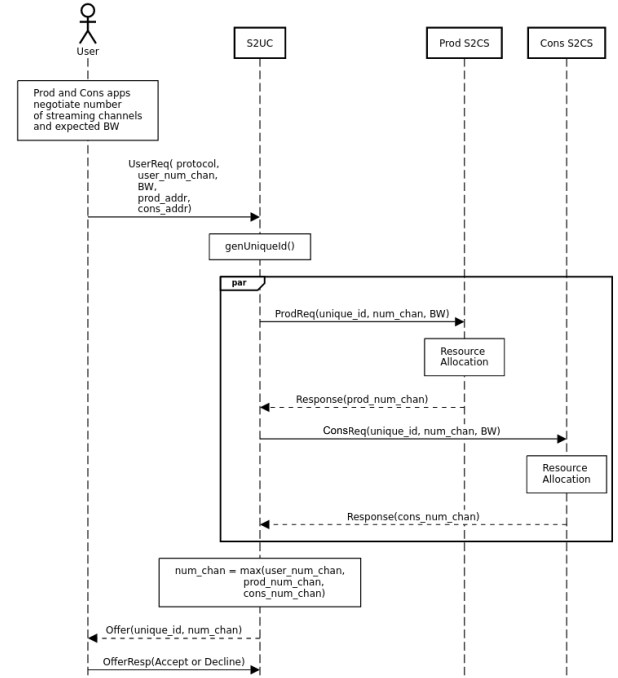 User
S2UC
Prod S2CS
Cons S2CS
Prod and Cons apps
negotiate number
of streaming channels
and expected BW
UserReq( protocol,
user_num_chan,
BW,
prod_addr,
cons_addr)
genUniqueId()
par
ProdReq(unique_id, num_chan, BW)
Resource
Allocation
Response(prod_num_chan)
ConsReq(unique_id, num_chan, BW)
Resource
Allocation
Response(cons_num_chan)
num_chan = max(user_num_chan,
prod_num_chan,
cons_num_chan)
Offer(unique_id, num_chan)
OfferResp(Accept or Decline)